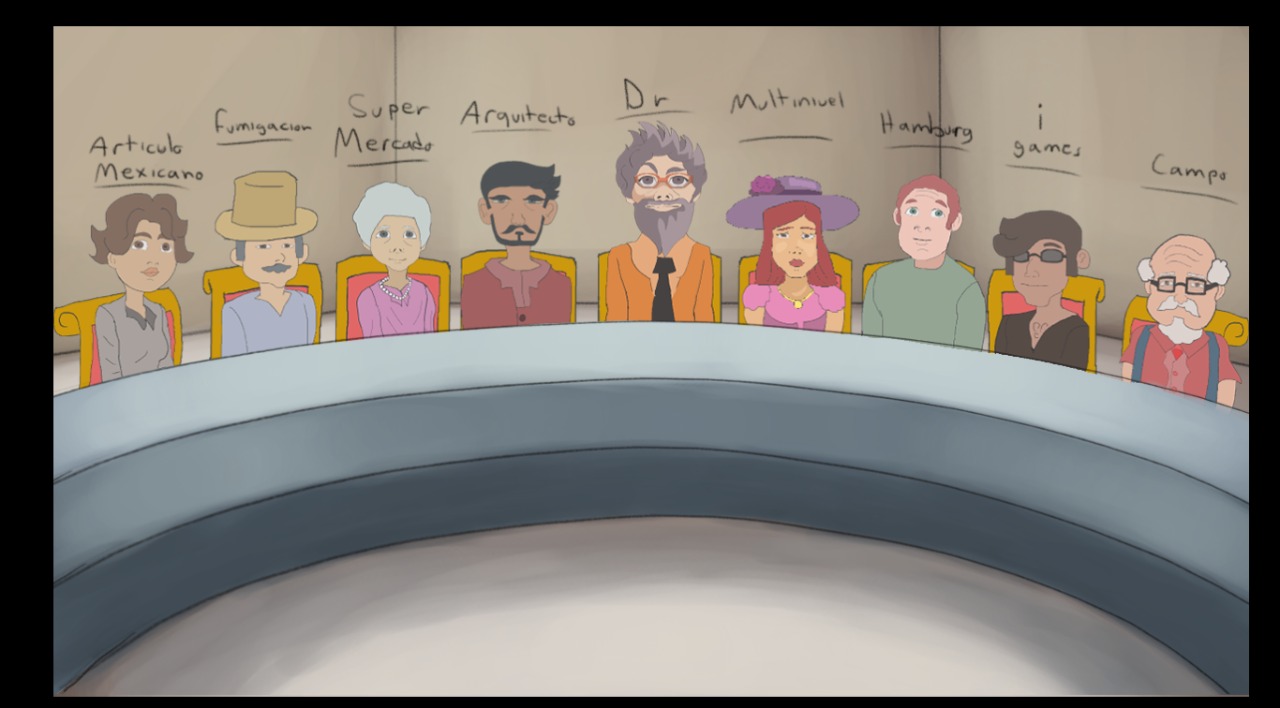 Articulo
Mexicano
Fumigacion
Super
Mercado
Arquitecto
Dr
Multinivel
Hamburg
i
games
Campo